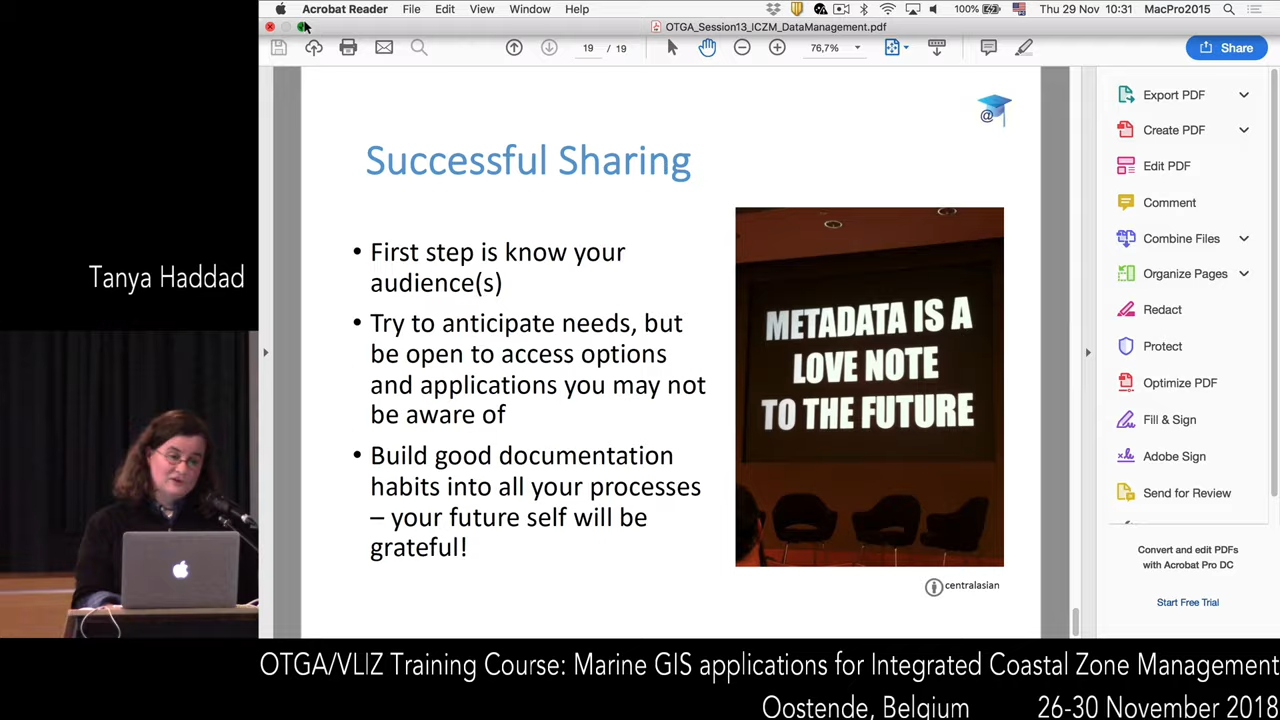 Acrobat Reader File Edit View Window Help 100% Thu 29 Nov 10:31 MacPro2015
OTGA_Session13_ICZM_DataManagement.pdf
19 / 19 76,7% Share
Export PDF
Create PDF
Edit PDF
Comment
Combine Files
Organize Pages
Redact
Protect
Optimize PDF
Fill & Sign
Adobe Sign
Send for Review
Convert and edit PDFs
with Acrobat Pro DC
Start Free Trial
@
Successful Sharing
• First step is know your
audience(s)
• Try to anticipate needs, but
be open to access options
and applications you may not
be aware of
• Build good documentation
habits into all your processes
– your future self will be
grateful!
METADATA IS A
LOVE NOTE
TO THE FUTURE
centralasian
Tanya Haddad
OTGA/VLIZ Training Course: Marine GIS applications for Integrated Coastal Zone Management
Oostende, Belgium 26-30 November 2018